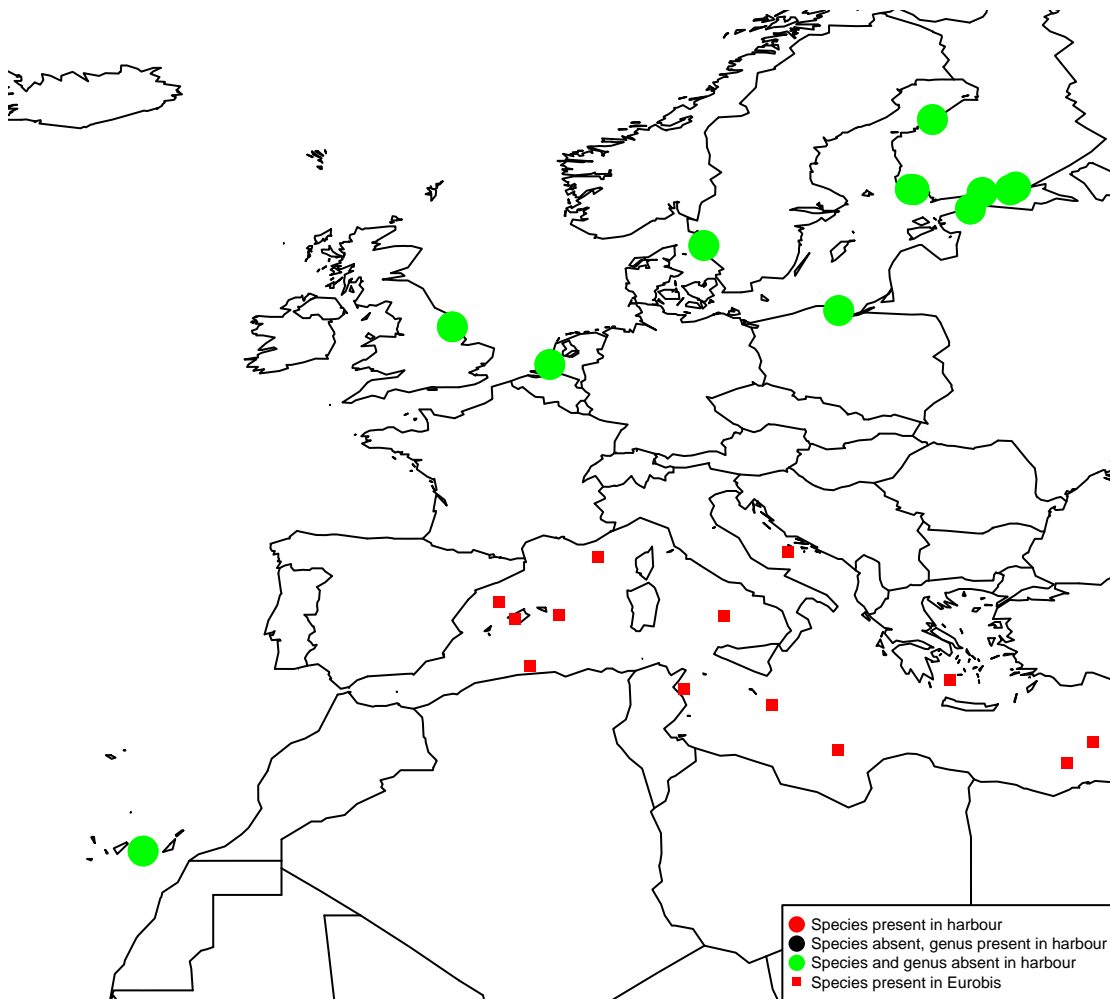 Species present in harbour
Species absent, genus present in harbour
Species and genus absent in harbour
Species present in Eurobis